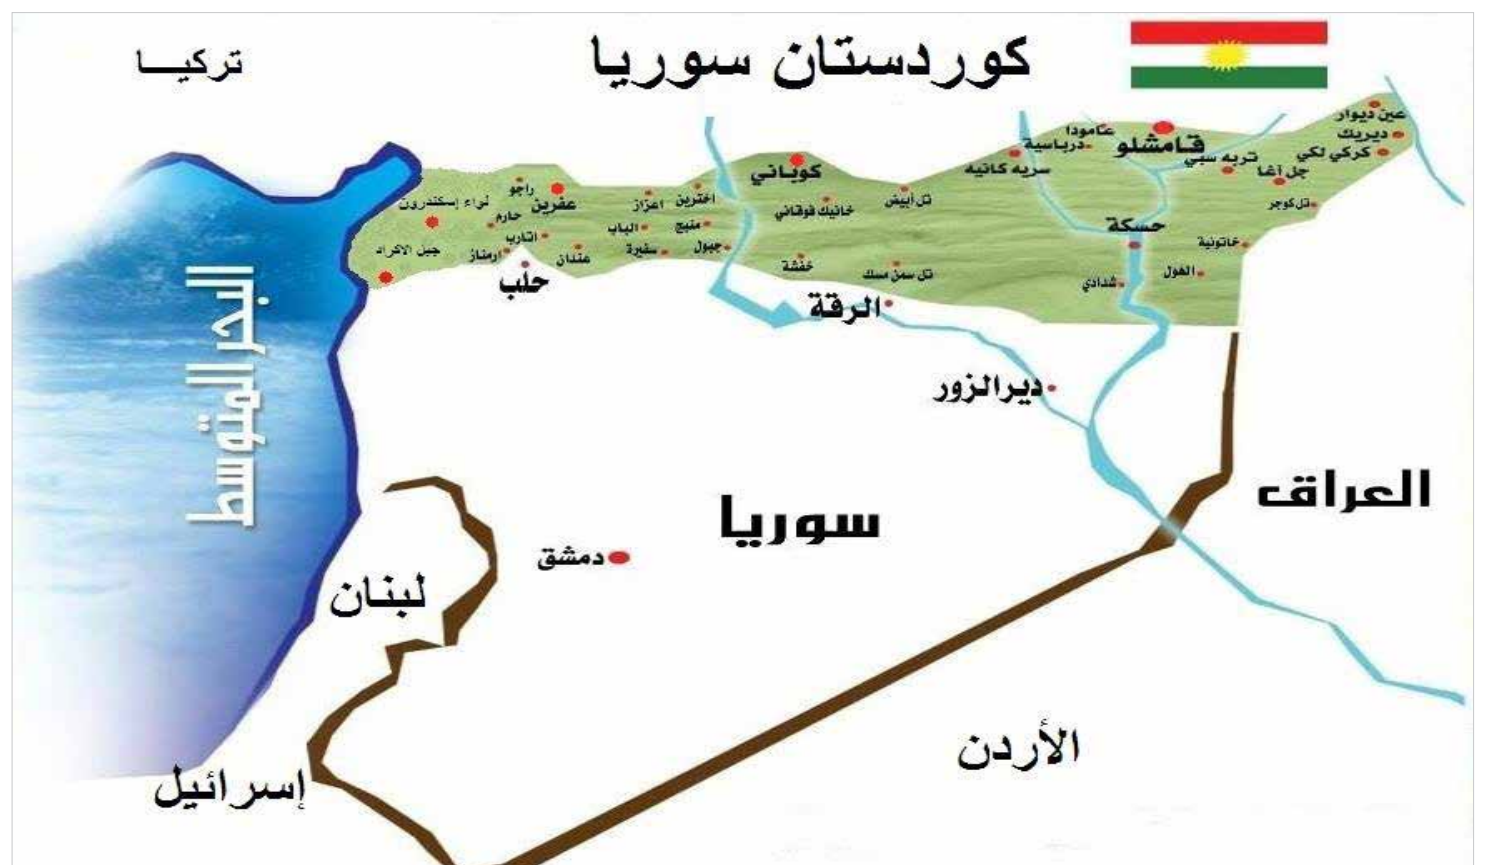 كوردستان سوريا
تركيـــا
عين ديوار
ديريك
كركي لكي
جل آغا
تربه سبي
قامشلو
عامودا
درباسية
سريه كانيه
تل كوجر
خاتونية
الهول
حسكة
شدادي
كوباني
تل أبيض
خانيك فوقاني
خفشة
تل سمن مسك
الرقة
اخترين
اعزاز
منبج
الباب
جبول
سفيرة
راجو
عفرين
لواء إسكندرون
حارم
اتارب
ارمناز
عندان
جبل الاكراد
حلب
ديرالزور
البحر المتوسط
العراق
سوريا
دمشق
لبنان
الأردن
إسرائيل